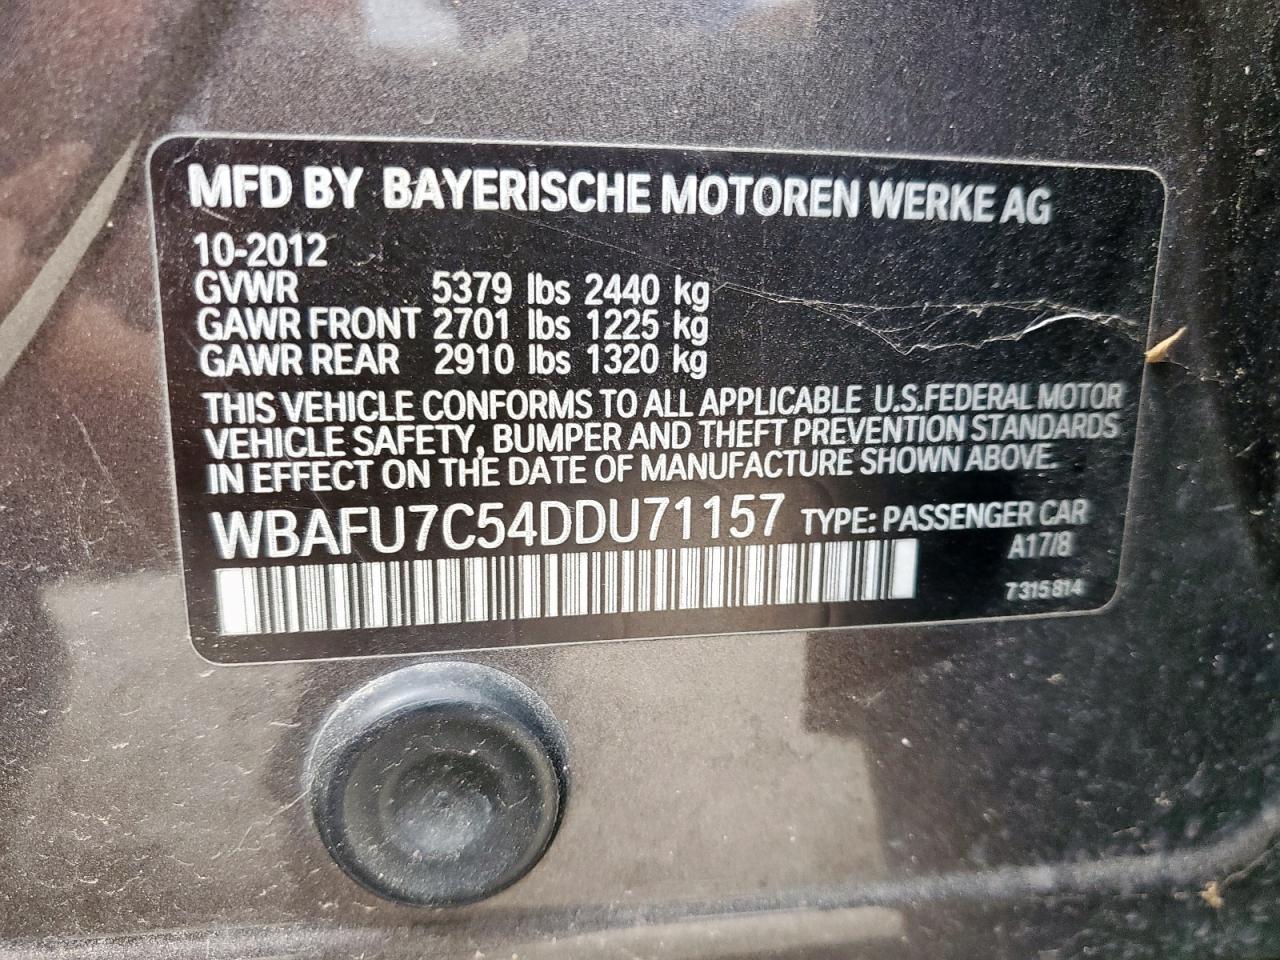 MFD BY BAYERISCHE MOTOREN WERKE AG
10-2012
GVWR 5379 lbs 2440 kg
GAWR FRONT 2701 lbs 1225 kg
GAWR REAR 2910 lbs 1320 kg
THIS VEHICLE CONFORMS TO ALL APPLICABLE U.S.FEDERAL MOTOR
VEHICLE SAFETY, BUMPER AND THEFT PREVENTION STANDARDS
IN EFFECT ON THE DATE OF MANUFACTURE SHOWN ABOVE.
WBAFU7C54DDU71157 TYPE: PASSENGER CAR
A17/8
7 315 814